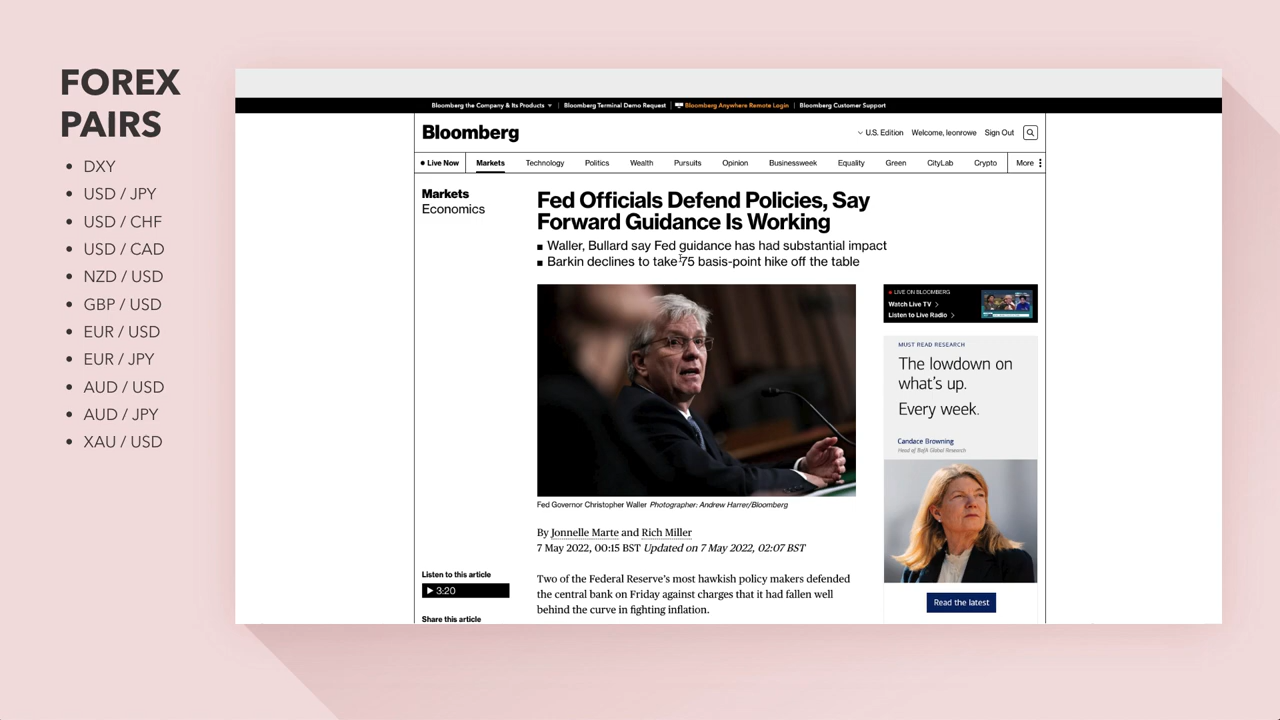 FOREX
PAIRS
DXY
USD / JPY
USD / CHF
USD / CAD
NZD / USD
GBP / USD
EUR / USD
EUR / JPY
AUD / USD
AUD / JPY
XAU / USD
Bloomberg the Company & Its Products | Bloomberg Terminal Demo Request | Bloomberg Anywhere Remote Login | Bloomberg Customer Support
Bloomberg
U.S. Edition Welcome, leonrowe Sign Out
Live Now Markets Technology Politics Wealth Pursuits Opinion Businessweek Equality Green CityLab Crypto More
Markets
Economics
Fed Officials Defend Policies, Say
Forward Guidance Is Working
Waller, Bullard say Fed guidance has had substantial impact
Barkin declines to take 75 basis-point hike off the table
Fed Governor Christopher Waller Photographer: Andrew Harrer/Bloomberg
By Jonnelle Marte and Rich Miller
7 May 2022, 00:15 BST Updated on 7 May 2022, 02:07 BST
Listen to this article
3:20
Share this article
Two of the Federal Reserve's most hawkish policy makers defended
the central bank on Friday against charges that it had fallen well
behind the curve in fighting inflation.
LIVE ON BLOOMBERG
Watch Live TV >
Listen to Live Radio >
MUST READ RESEARCH
The lowdown on
what's up.
Every week.
Candace Browning
Head of BofA Global Research
Read the latest